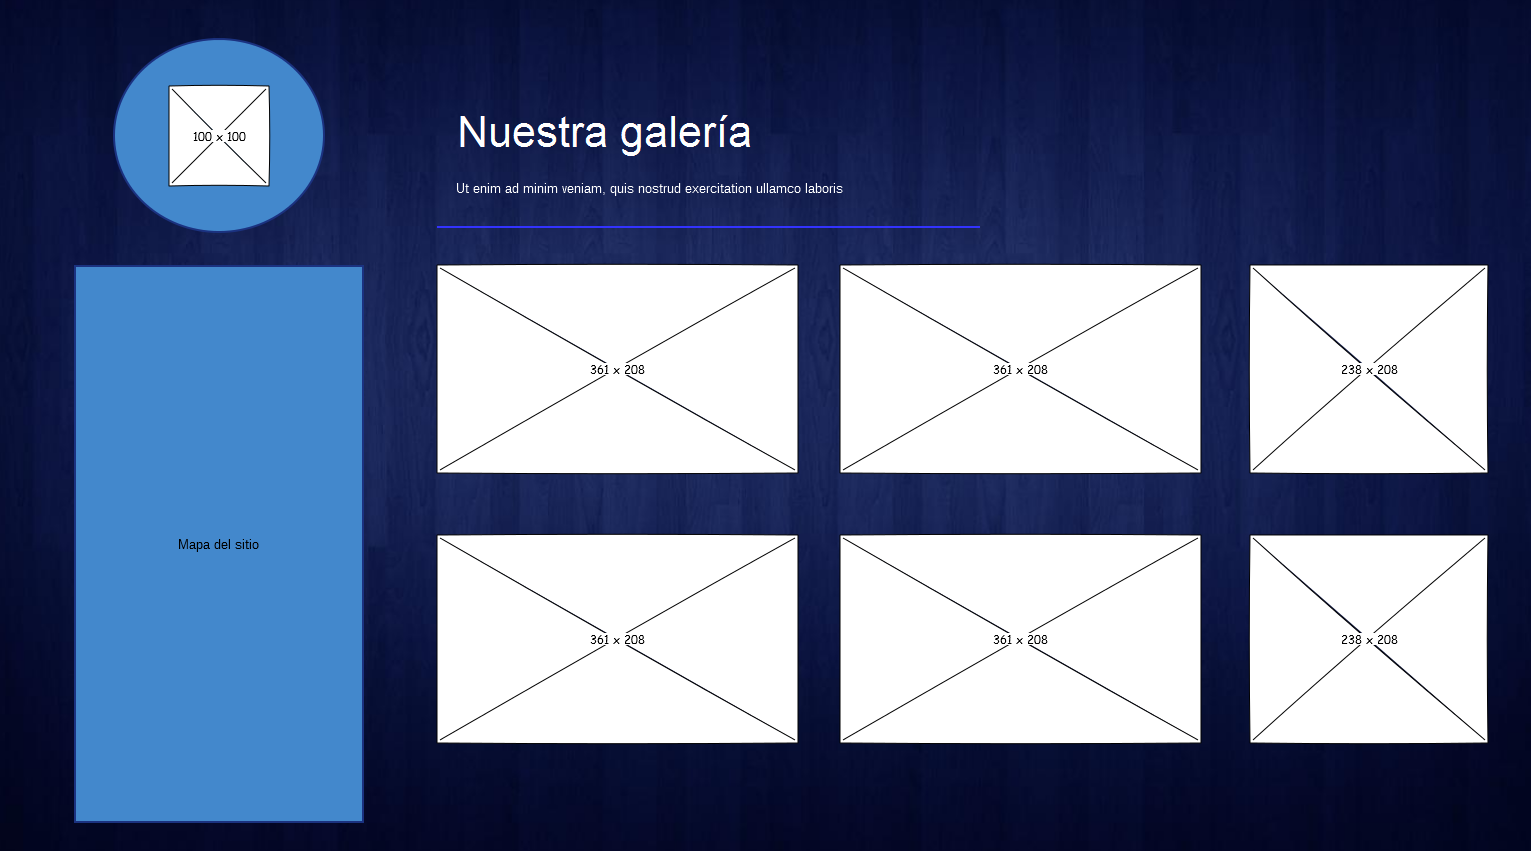 100 x 100
Nuestra galería
Ut enim ad minim veniam, quis nostrud exercitation ullamco laboris
361 x 208
361 x 208
238 x 208
Mapa del sitio
361 x 208
361 x 208
238 x 208